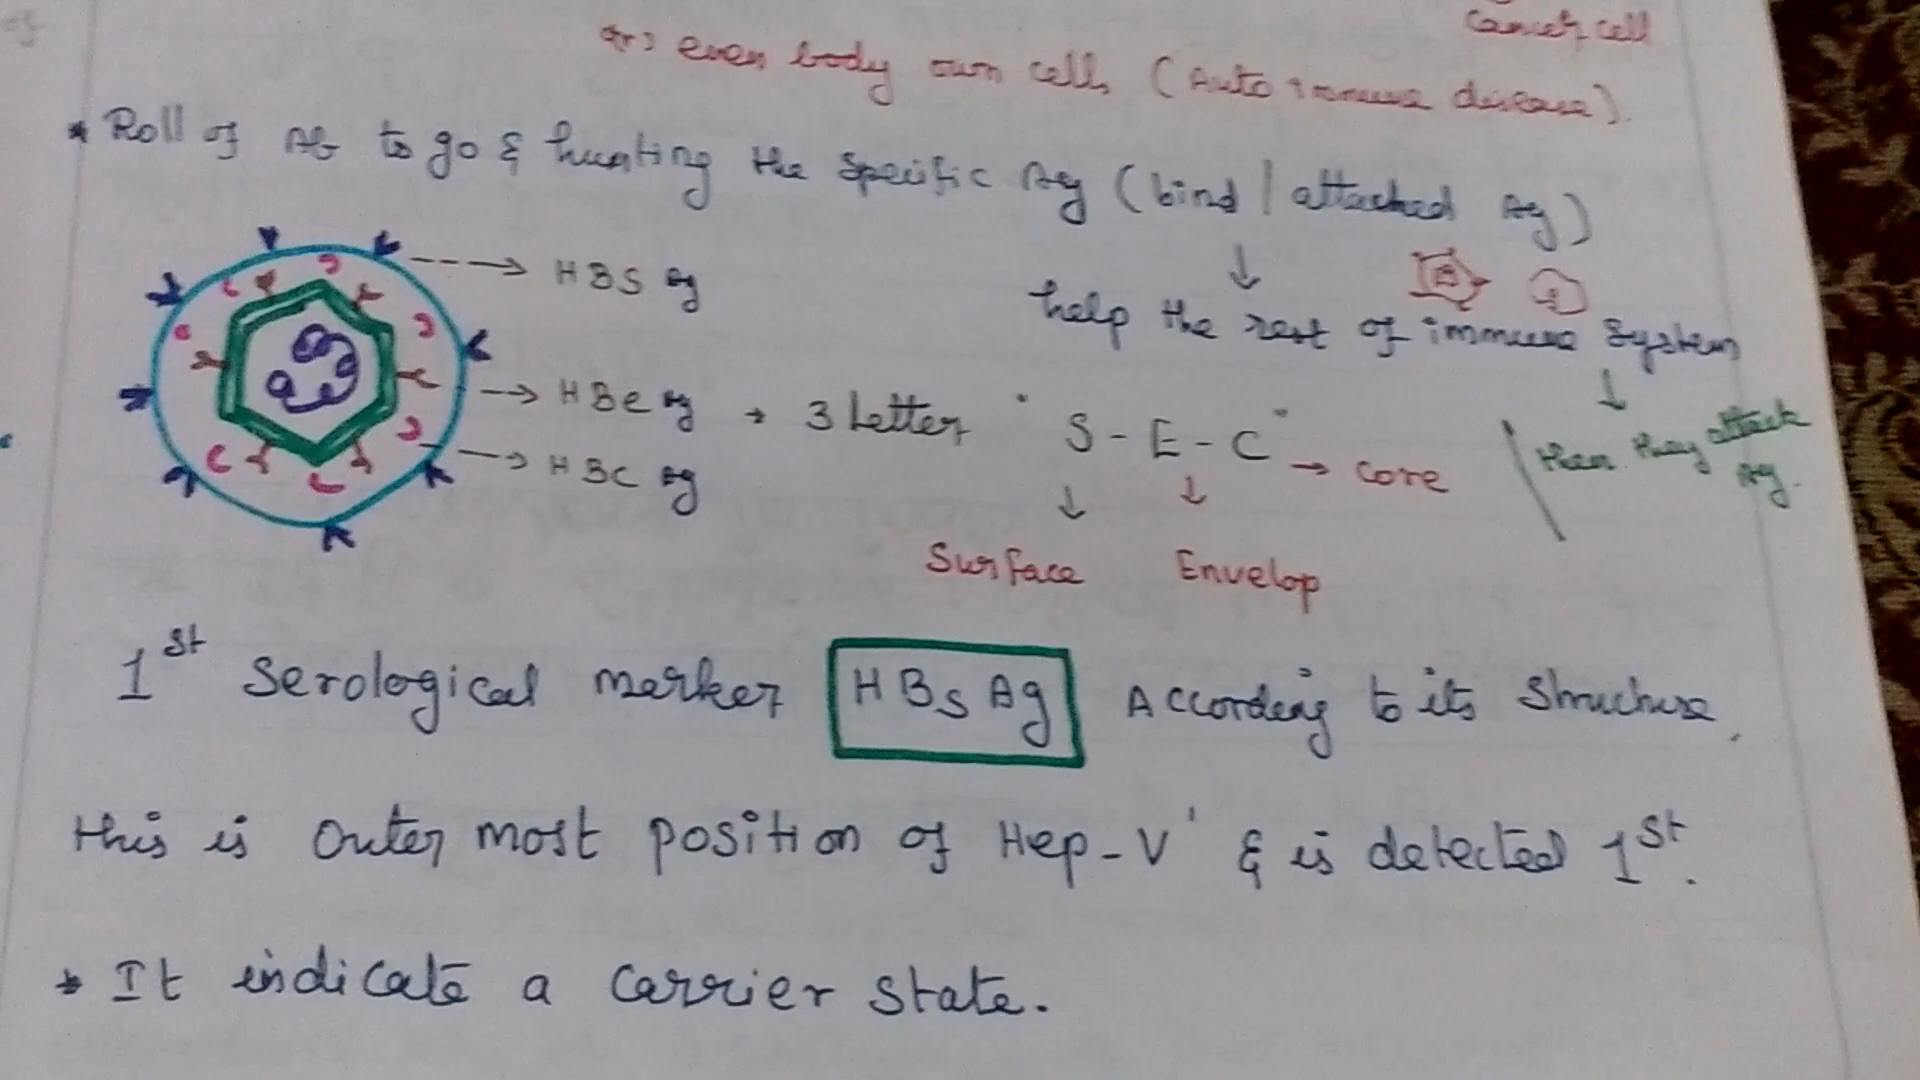 Cancer cell
(or) even body own cells (Auto immune disease).
* Roll of Ab to go & hunting the specific Ag (bind / attached Ag)
↓
help the rest of immune system
↓
then they attack
Ag.
---> HBS Ag
--> HBe Ag → 3 Letter " S - E - C " → core
--> HBC Ag
↓ ↓
Surface Envelop
1st Serological marker HBsAg According to its Structure,
this is Outer most position of Hep-V' & is detected 1st.
* It indicate a carrier state.